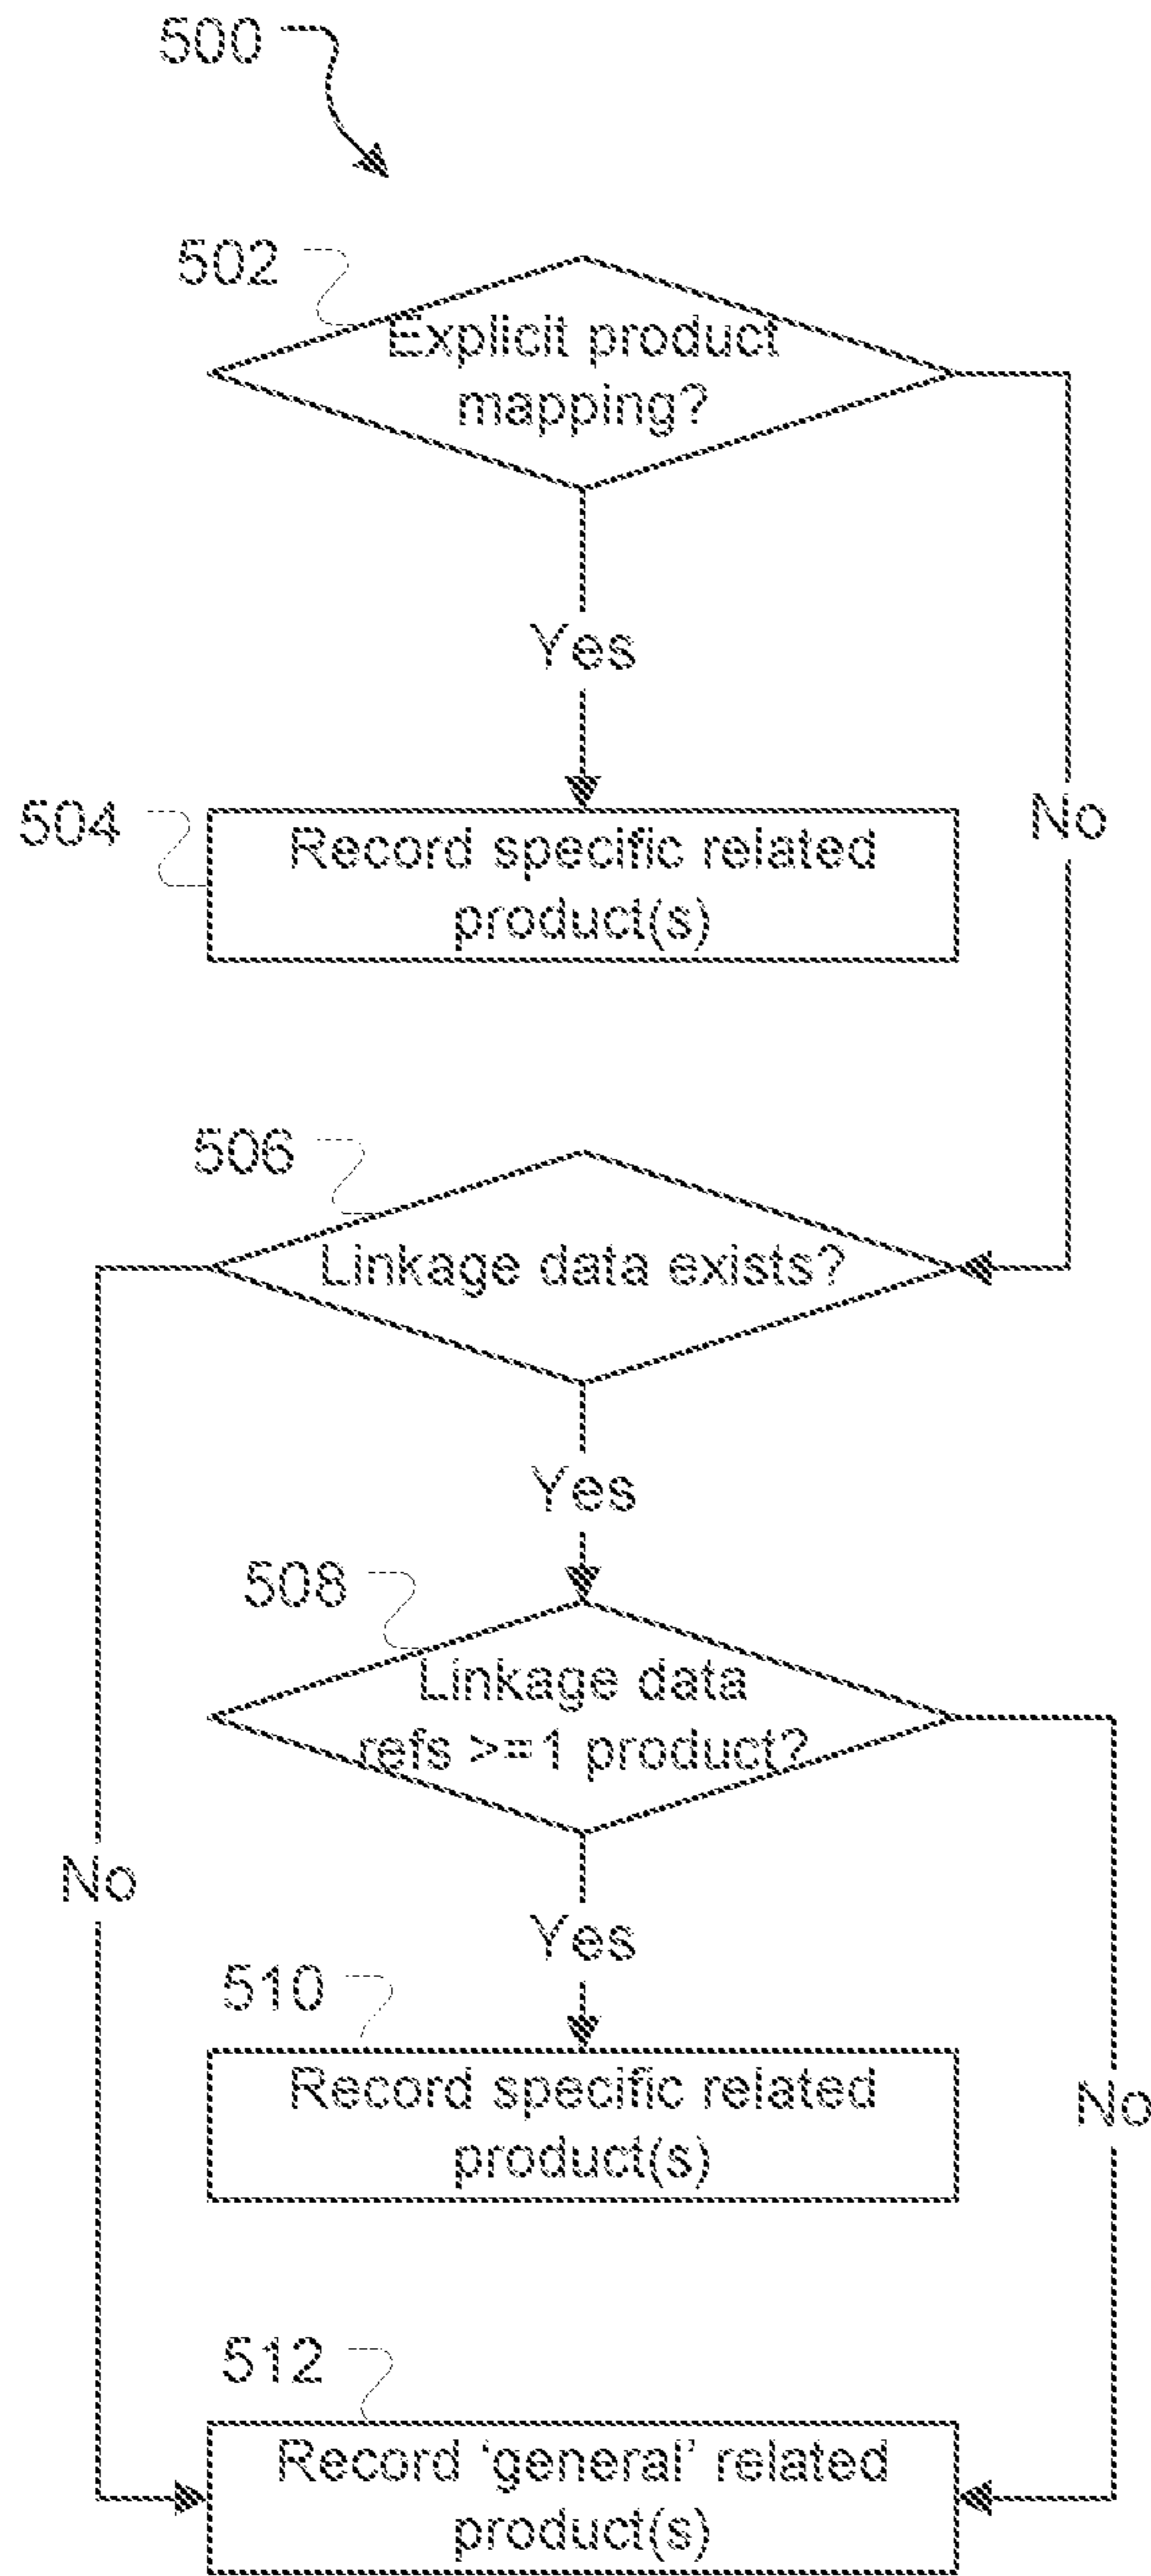 500
502
Explicit product
mapping?
Yes
No
504
Record specific related
product(s)
506
Linkage data exists?
Yes
508
Linkage data
refs >=1 product?
No
Yes
510
Record specific related
product(s)
No
512
Record ‘general’ related
product(s)